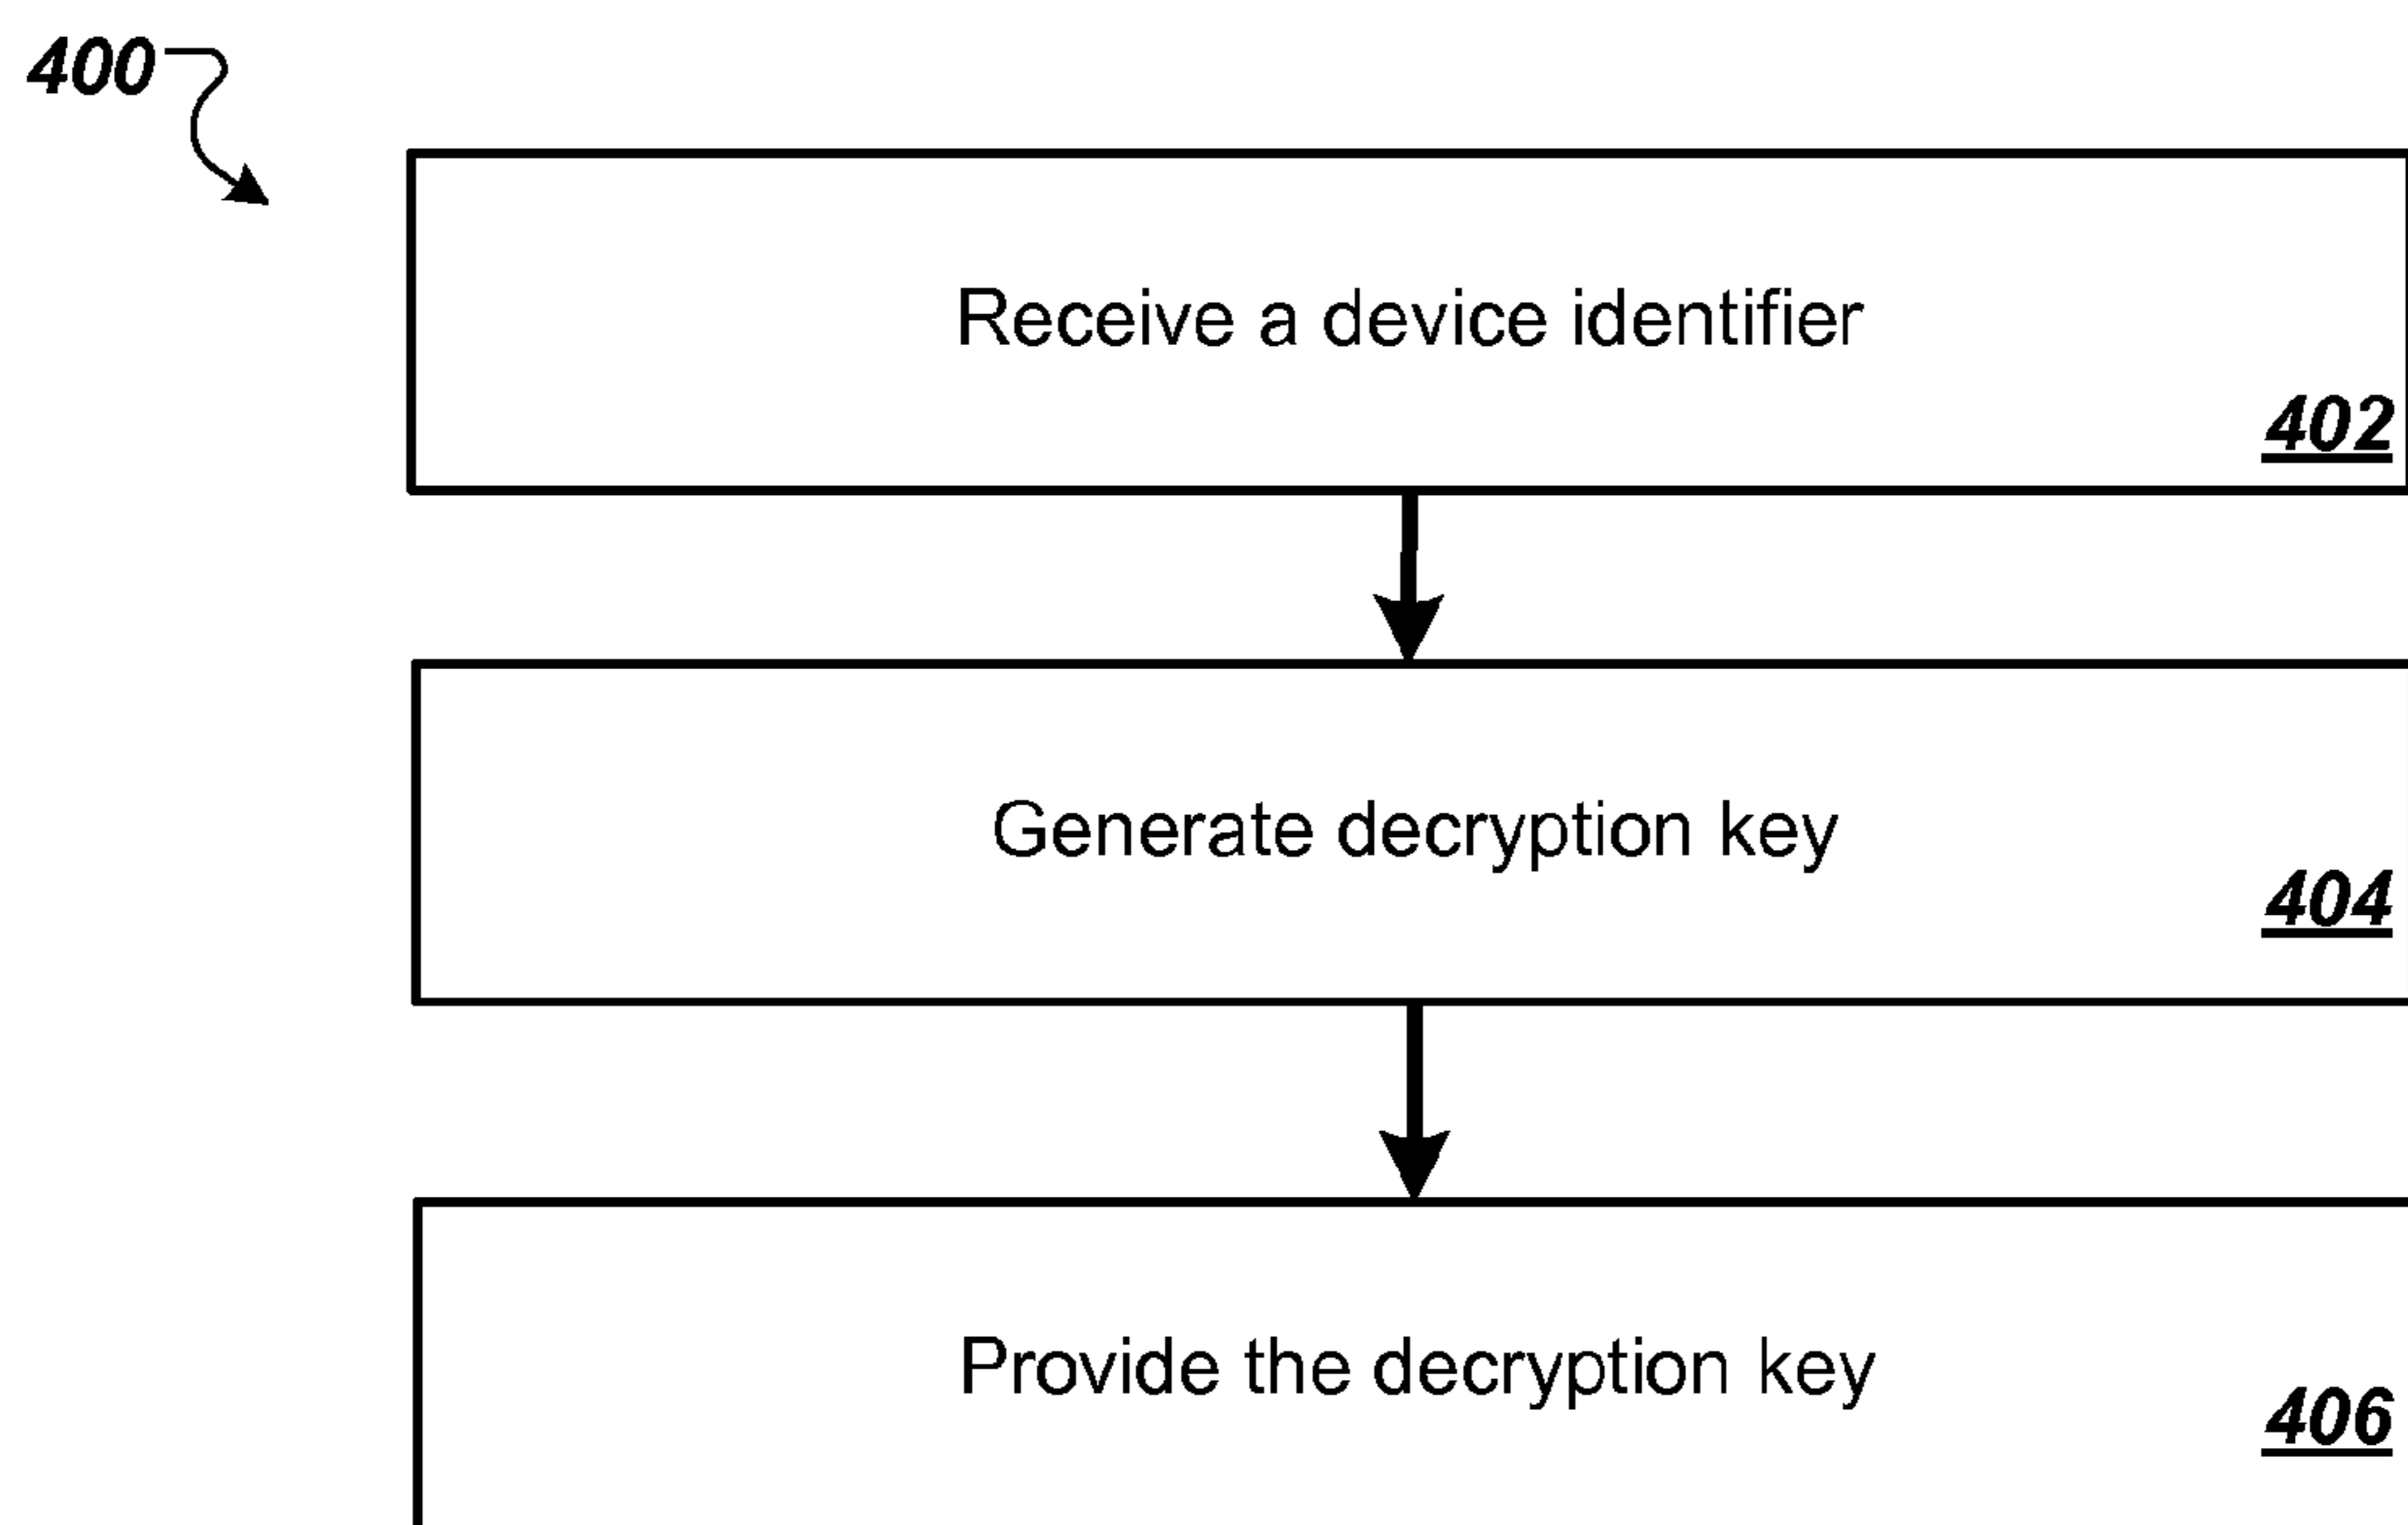 400
Receive a device identifier
402
Generate decryption key
404
Provide the decryption key
406